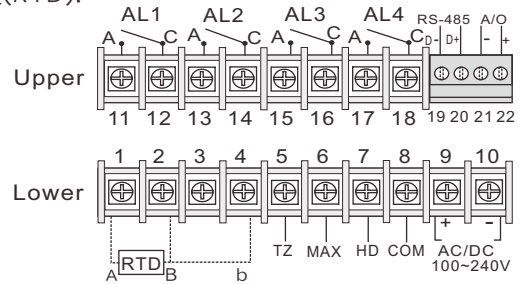 (RTD).
AL1 AL2 AL3 AL4 RS-485 A/O
A C A C A C A C D- D+ - +
Upper
11 12 13 14 15 16 17 18 19 20 21 22
1 2 3 4 5 6 7 8 9 10
Lower
+ -
TZ MAX HD COM AC/DC
100~240V
A RTD B b